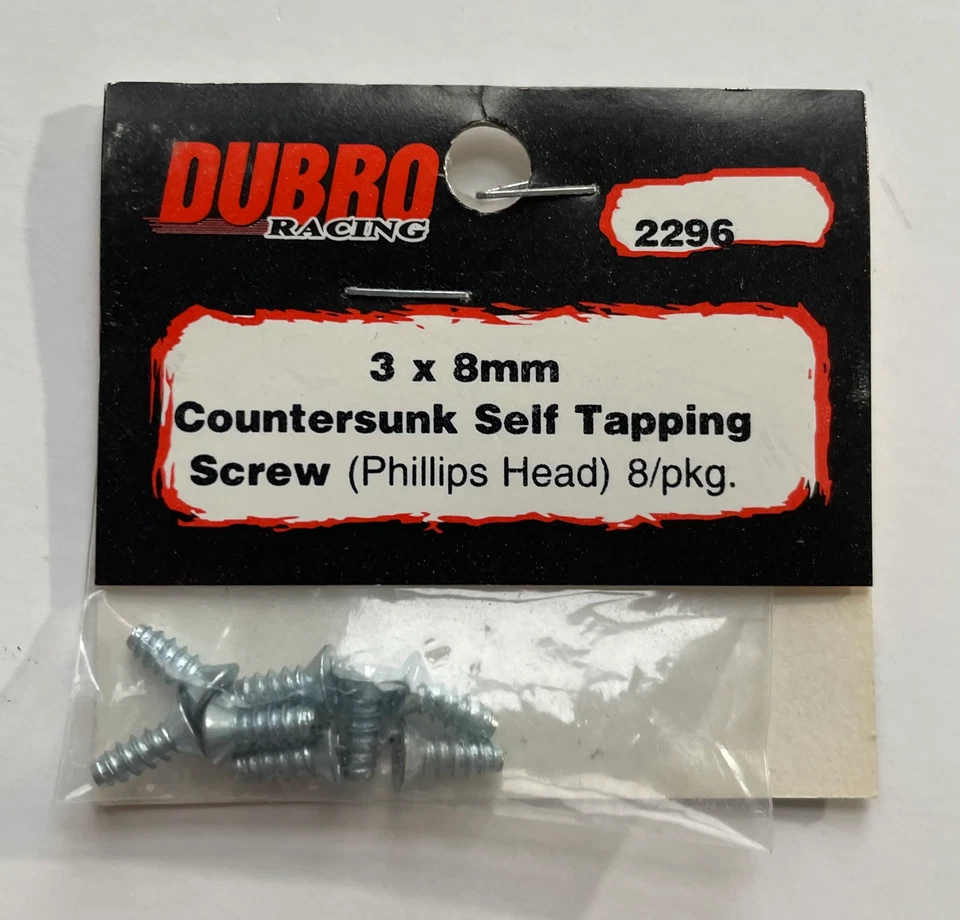 DUBRO
RACING
2296
3 x 8mm
Countersunk Self Tapping
Screw (Phillips Head) 8/pkg.